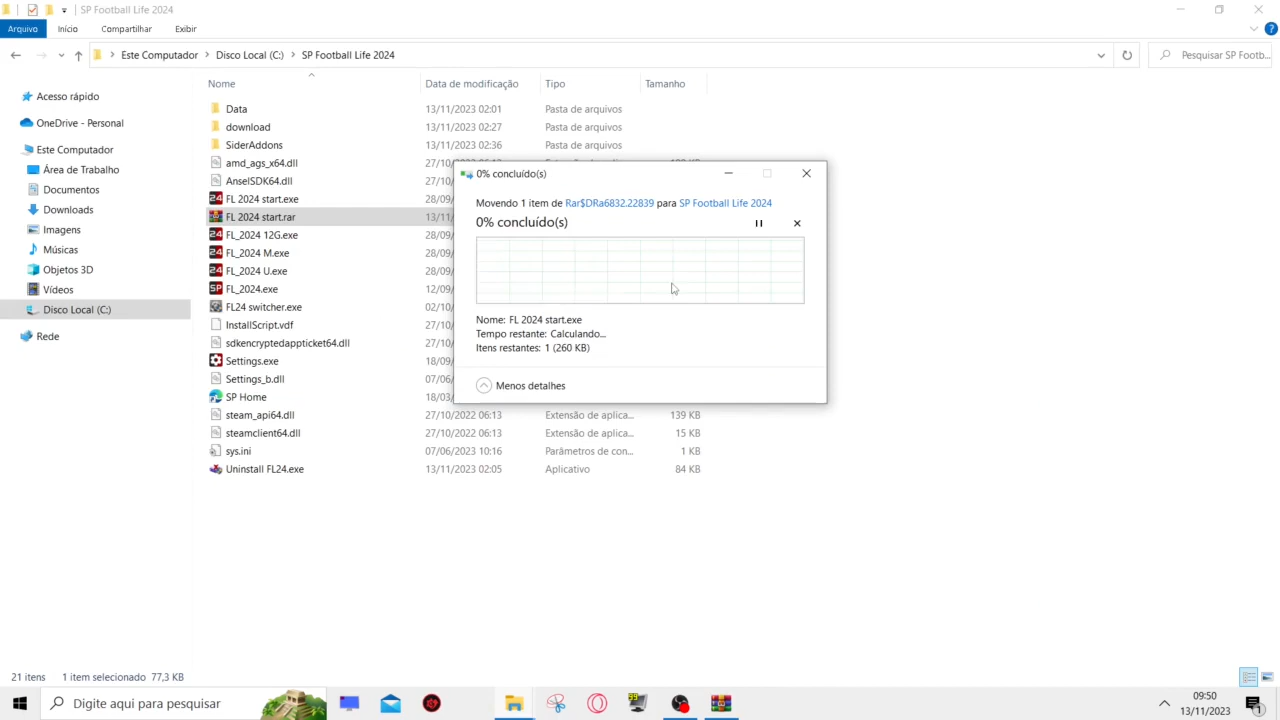 SP Football Life 2024
Arquivo Início Compartilhar Exibir
Este Computador Disco Local (C:) SP Football Life 2024 Pesquisar SP Footb...
Nome Data de modificação Tipo Tamanho
Acesso rápido
OneDrive - Personal
Este Computador
Área de Trabalho
Documentos
Downloads
Imagens
Músicas
Objetos 3D
Vídeos
Disco Local (C:)
Rede
Data 13/11/2023 02:01 Pasta de arquivos
download 13/11/2023 02:27 Pasta de arquivos
SiderAddons 13/11/2023 02:36 Pasta de arquivos
amd_ags_x64.dll 27/10/
AnselSDK64.dll 27/10/
FL 2024 start.exe 28/09/
FL 2024 start.rar 13/11/
FL_2024 12G.exe 28/09/
FL_2024 M.exe 28/09/
FL_2024 U.exe 28/09/
FL_2024.exe 12/09/
FL24 switcher.exe 02/10/
InstallScript.vdf 27/10/
sdkencryptedappticket64.dll 27/10/
Settings.exe 18/09/
Settings_b.dll 07/06/
SP Home 18/03/
steam_api64.dll 27/10/2022 06:13 Extensão de aplica... 139 KB
steamclient64.dll 27/10/2022 06:13 Extensão de aplica... 15 KB
sys.ini 07/06/2023 10:16 Parâmetros de con... 1 KB
Uninstall FL24.exe 13/11/2023 02:05 Aplicativo 84 KB
0% concluído(s)
Movendo 1 item de Rar$DRa6832.22839 para SP Football Life 2024
0% concluído(s)
Nome: FL 2024 start.exe
Tempo restante: Calculando...
Itens restantes: 1 (260 KB)
Menos detalhes
21 itens 1 item selecionado 77,3 KB
Digite aqui para pesquisar
09:50
13/11/2023
1